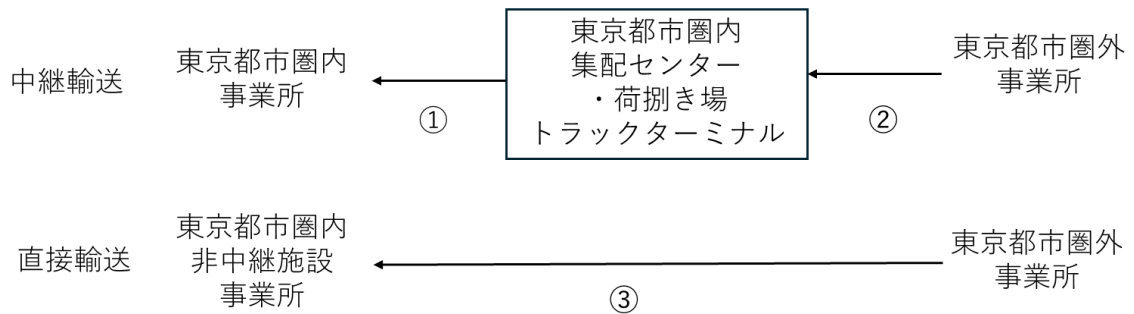 中継輸送
東京都市圏内
事業所
①
東京都市圏内
集配センター
・荷捌き場
トラックターミナル
②
東京都市圏外
事業所
直接輸送
東京都市圏内
非中継施設
事業所
③
東京都市圏外
事業所